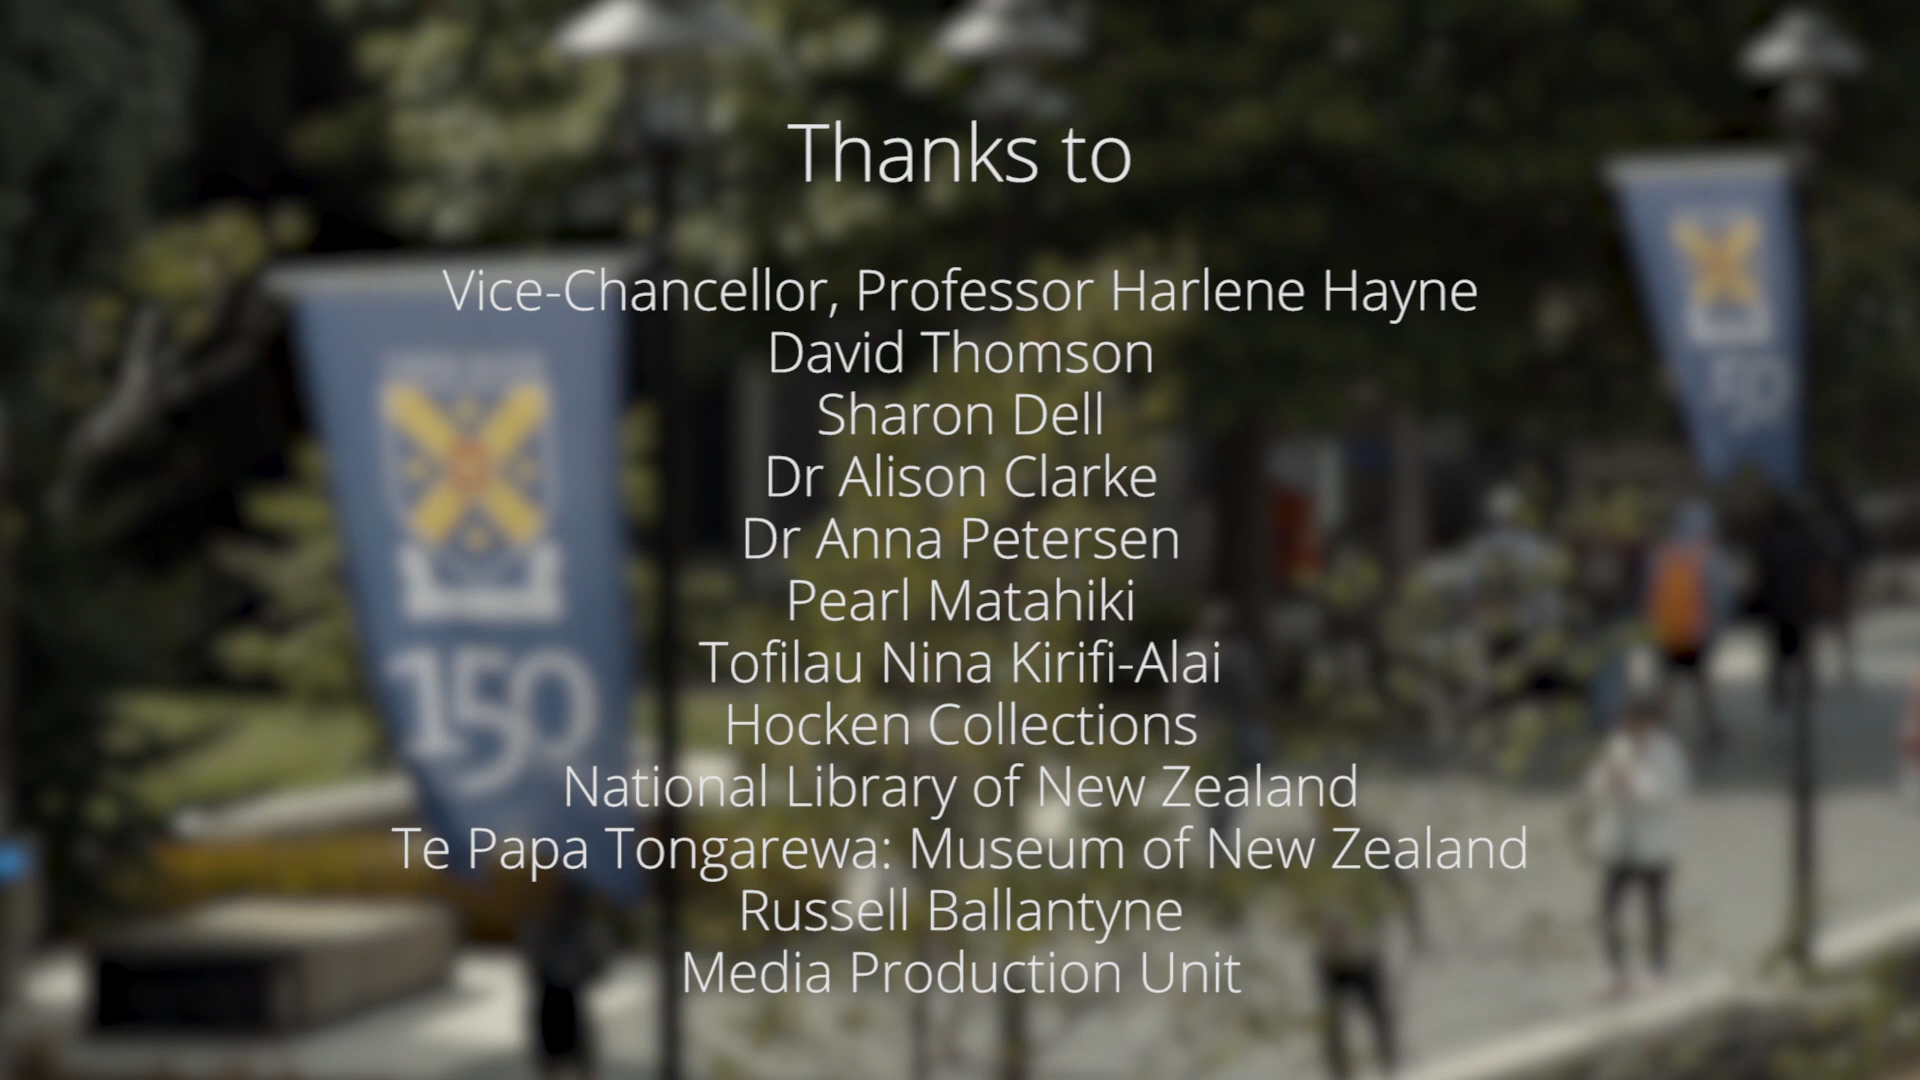 Thanks to
Vice-Chancellor, Professor Harlene Hayne
David Thomson
Sharon Dell
Dr Alison Clarke
Dr Anna Petersen
Pearl Matahiki
Tofilau Nina Kirifi-Alai
Hocken Collections
National Library of New Zealand
Te Papa Tongarewa: Museum of New Zealand
Russell Ballantyne
Media Production Unit
150
150